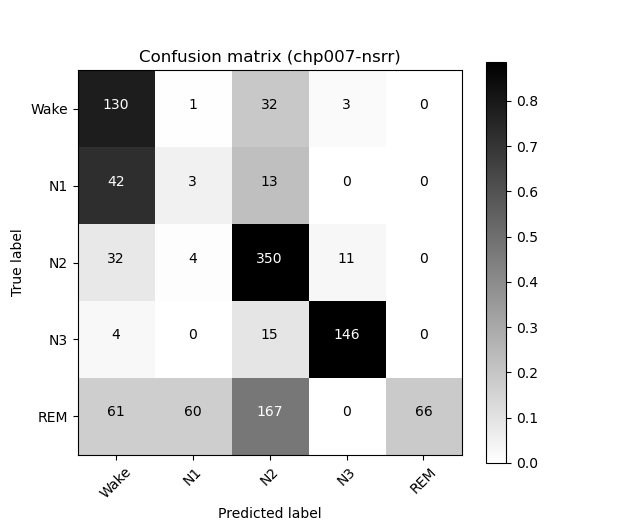 Confusion matrix (chp007-nsrr)
True label
Wake 130 1 32 3 0
N1 42 3 13 0 0
N2 32 4 350 11 0
N3 4 0 15 146 0
REM 61 60 167 0 66
Wake N1 N2 N3 REM
Predicted label
0.8
0.7
0.6
0.5
0.4
0.3
0.2
0.1
0.0